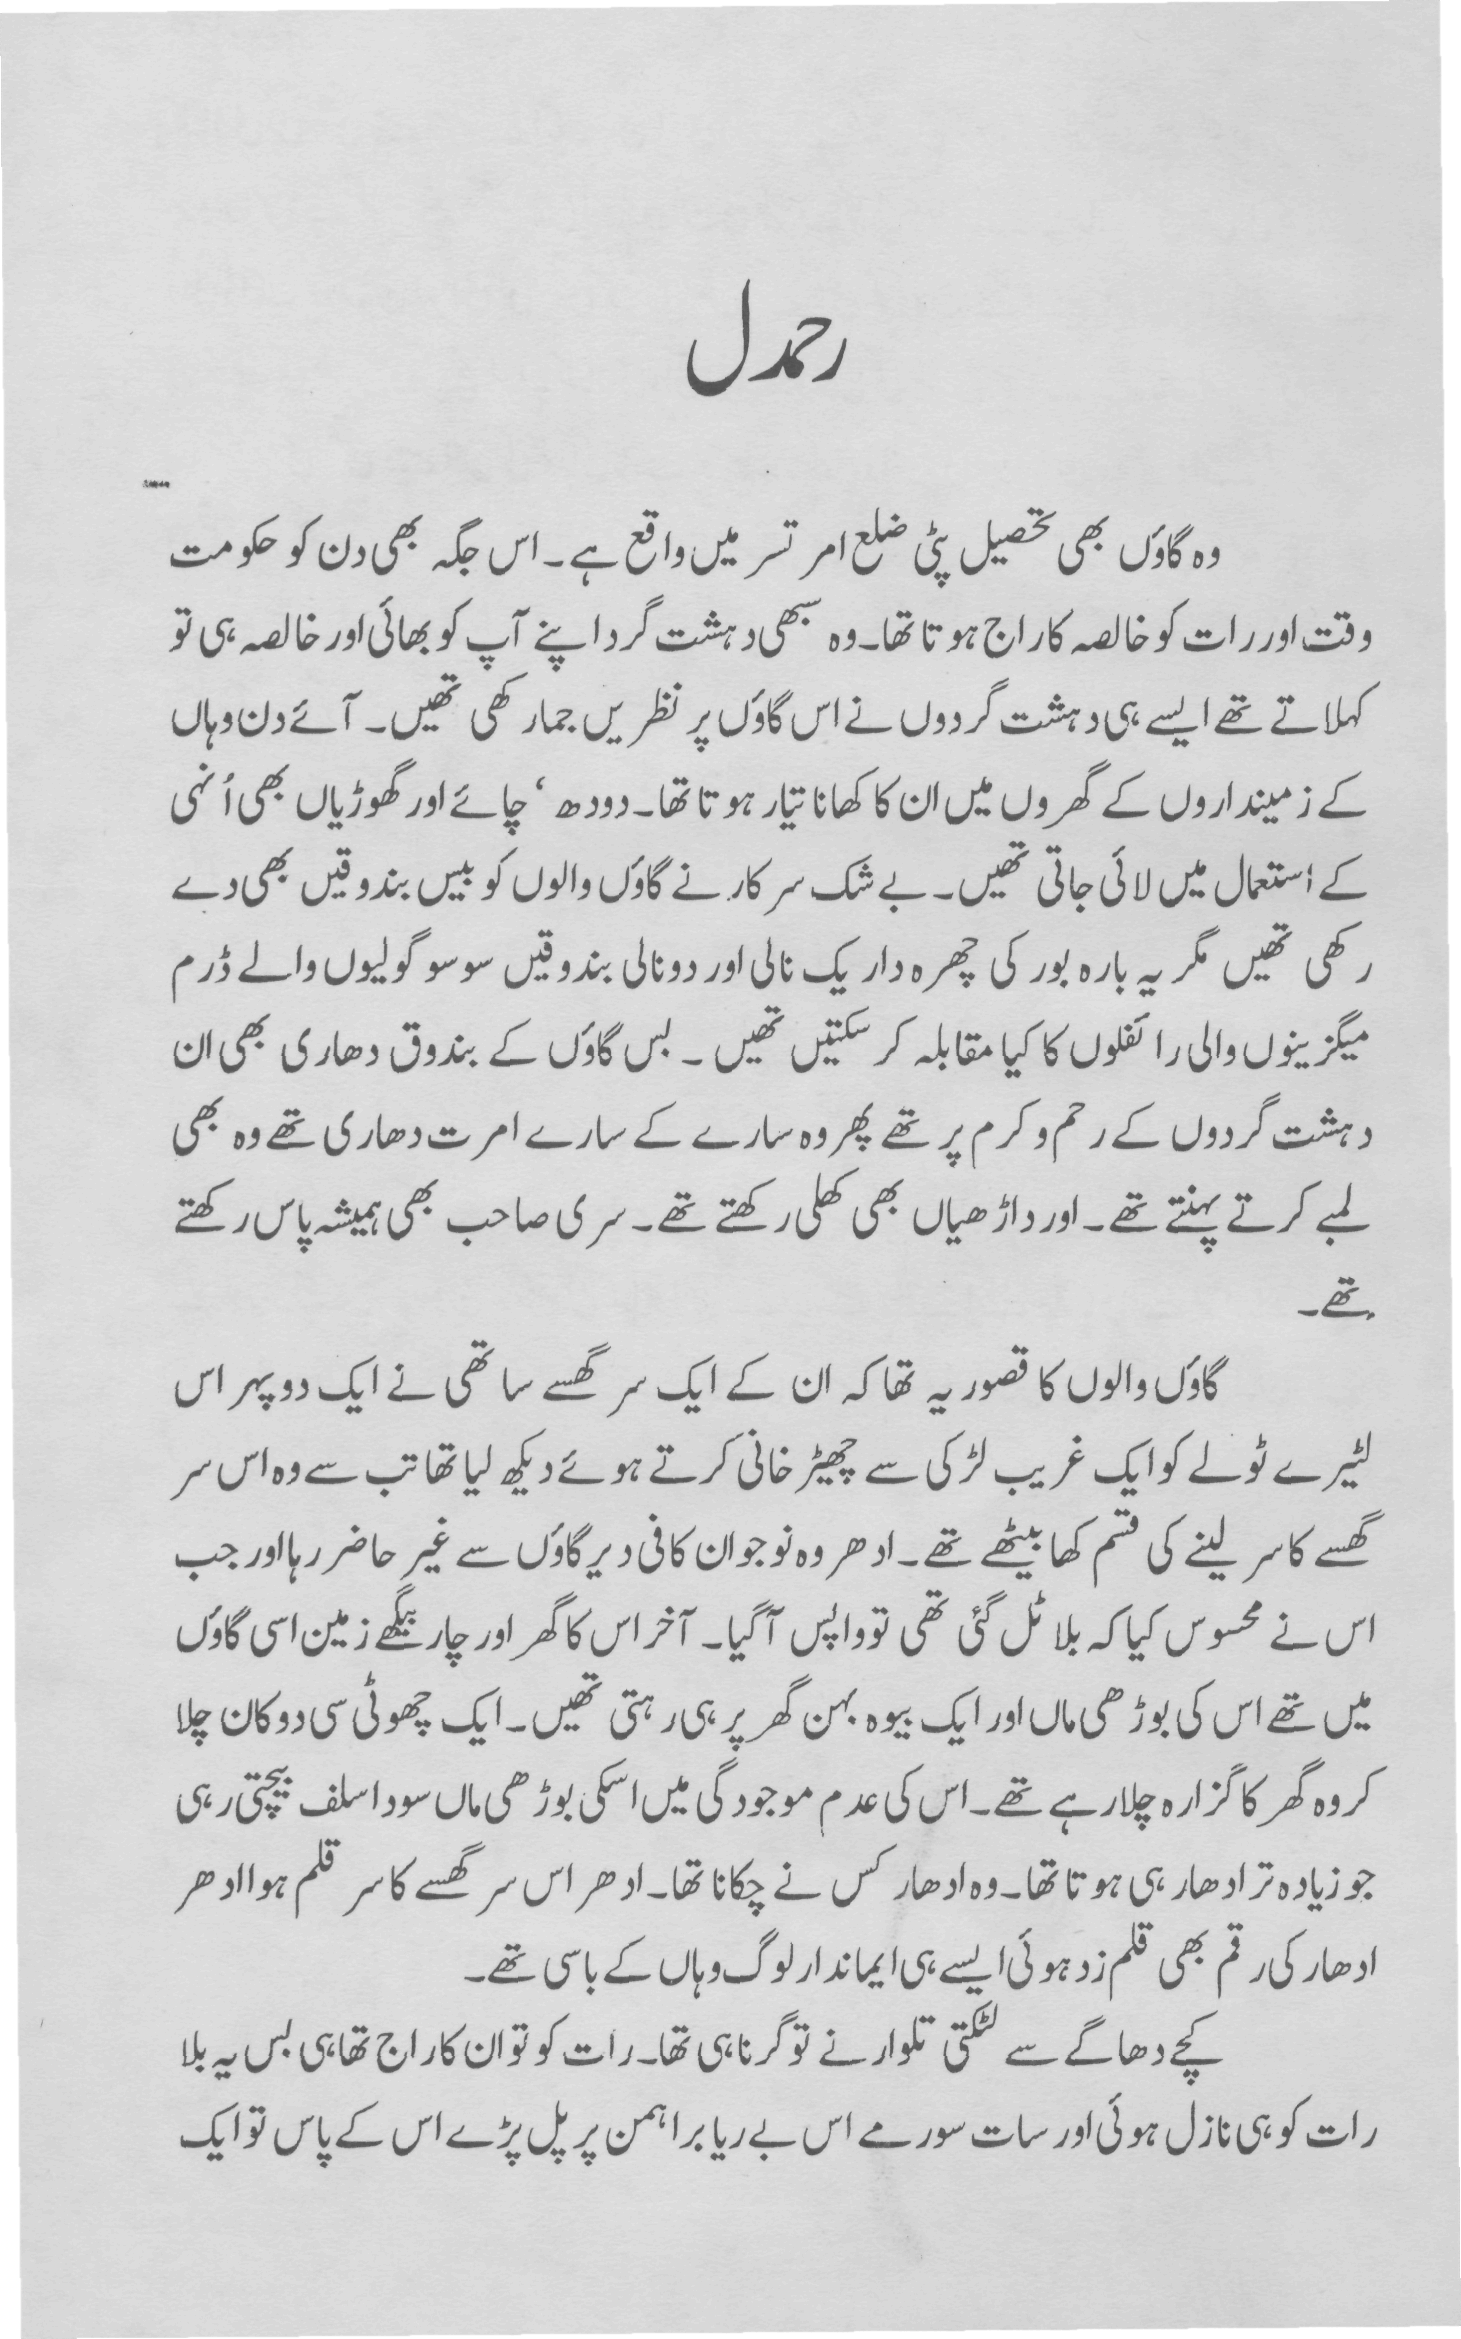 رحمدل
وہ گاؤں بھی تحصیل پٹی ضلع امرتسر میں واقع ہے۔ اس جگہ بھی دن کو حکومت
وقت اور رات کو خالصہ کا راج ہوتا تھا۔ وہ سبھی دہشت گرد اپنے آپ کو بھائی اور خالصہ ہی تو
کہلاتے تھے ایسے ہی دہشت گردوں نے اس گاؤں پر نظریں جما رکھی تھیں۔ آئے دن وہاں
کے زمینداروں کے گھروں میں ان کا کھانا تیار ہوتا تھا۔ دودھ ‘ چائے اور گھوڑیاں بھی اُنہی
کے استعمال میں لائی جاتی تھیں۔ بے شک سرکار نے گاؤں والوں کو بیس بندوقیں بھی دے
رکھی تھیں مگر یہ بارہ بور کی چھرہ دار یک نالی اور دونالی بندوقیں سو سو گولیوں والے ڈرم
میگزینوں والی رائفلوں کا کیا مقابلہ کر سکتیں تھیں ۔ بس گاؤں کے بندوق دھاری بھی ان
دہشت گردوں کے رحم و کرم پر تھے پھر وہ سارے کے سارے امرت دھاری تھے وہ بھی
لمبے کرتے پہنتے تھے۔ اور داڑھیاں بھی کھلی رکھتے تھے۔ سری صاحب بھی ہمیشہ پاس رکھتے
تھے۔
گاؤں والوں کا قصور یہ تھا کہ ان کے ایک سر گھسے ساتھی نے ایک دوپہر اس
لٹیرے ٹولے کو ایک غریب لڑکی سے چھیڑ خانی کرتے ہوئے دیکھ لیا تھا تب سے وہ اس سر
گھسے کا سر لینے کی قسم کھا بیٹھے تھے۔ ادھر وہ نوجوان کافی دیر گاؤں سے غیر حاضر رہا اور جب
اس نے محسوس کیا کہ بلا ٹل گئی تھی تو واپس آگیا۔ آخر اس کا گھر اور چار بیگھے زمین اسی گاؤں
میں تھے اس کی بوڑھی ماں اور ایک بیوہ بہن گھر پر ہی رہتی تھیں۔ ایک چھوٹی سی دوکان چلا
کر وہ گھر کا گزارہ چلا رہے تھے۔ اس کی عدم موجودگی میں اسکی بوڑھی ماں سودا سلف بیچتی رہی
جو زیادہ تر ادھار ہی ہوتا تھا۔ وہ ادھار کس نے چکانا تھا۔ ادھر اس سر گھسے کا سر قلم ہوا ادھر
ادھار کی رقم بھی قلم زد ہوئی ایسے ہی ایماندار لوگ وہاں کے باسی تھے۔
کچے دھاگے سے لٹکتی تلوار نے تو گرنا ہی تھا۔ رات کو تو ان کا راج تھا ہی بس یہ بلا
رات کو ہی نازل ہوئی اور سات سورمے اس بے ریا براہمن پر پل پڑے اس کے پاس تو ایک